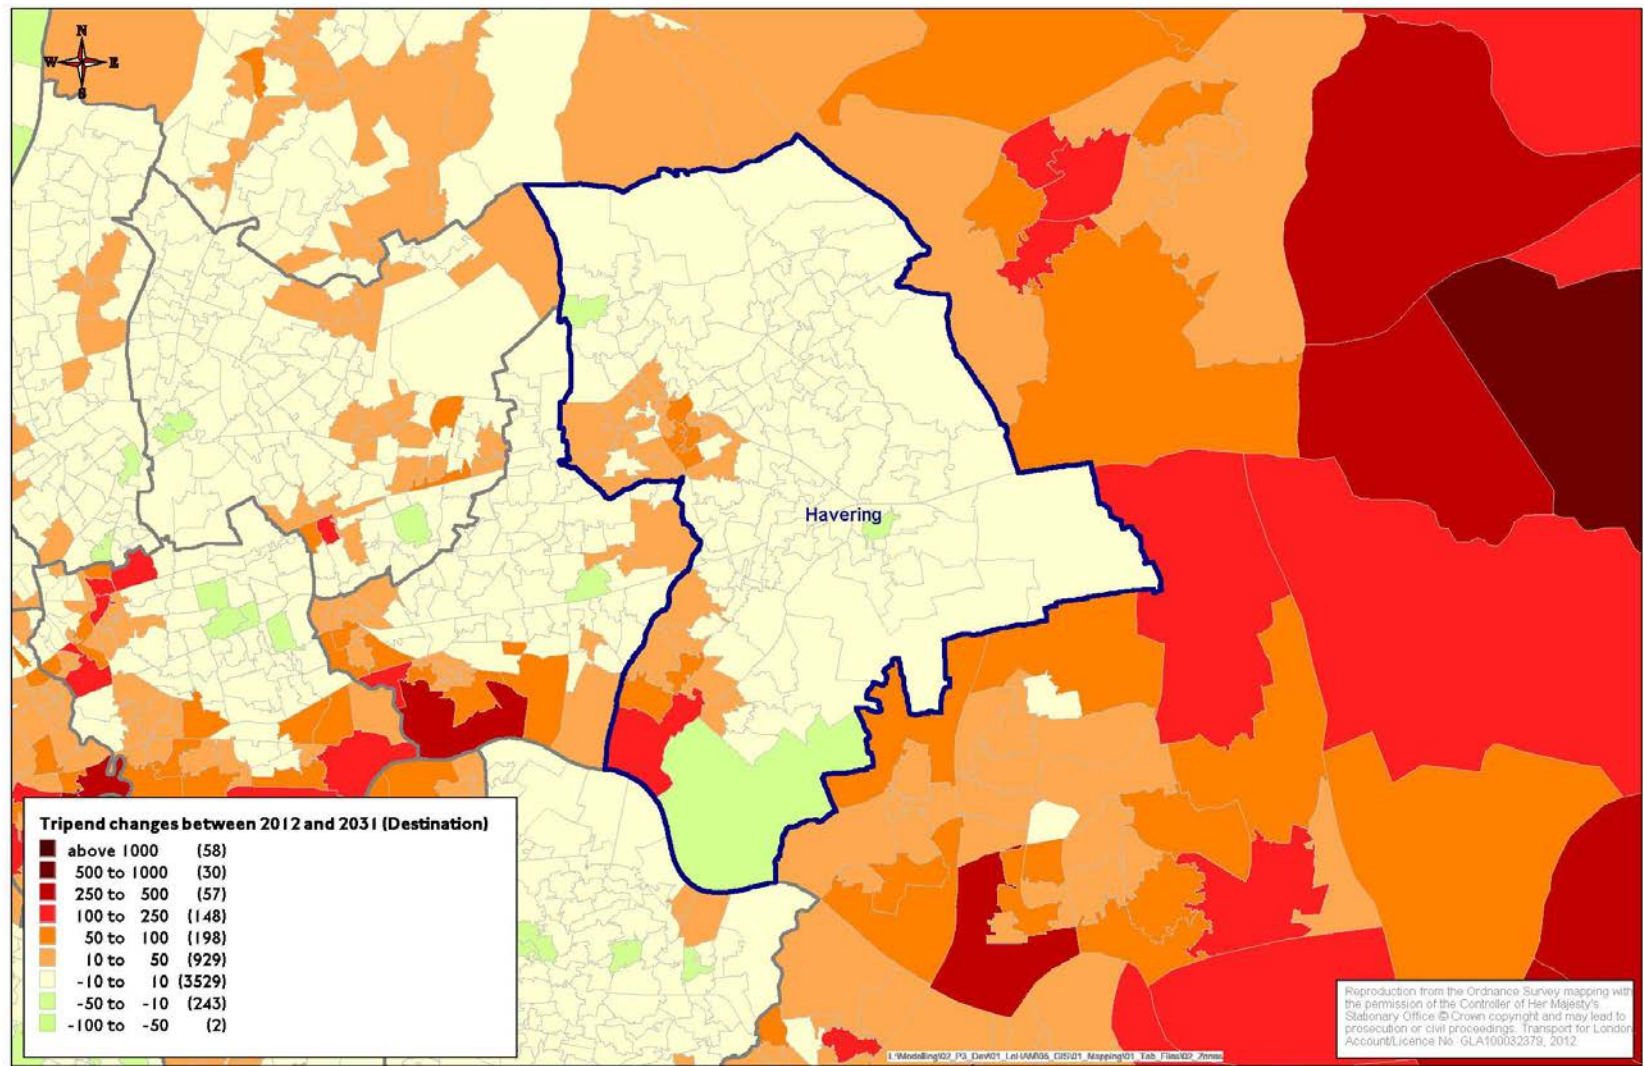 N
W E
S
Havering
Tripend changes between 2012 and 2031 (Destination)
above 1000 (58)
500 to 1000 (30)
250 to 500 (57)
100 to 250 (148)
50 to 100 (198)
10 to 50 (929)
-10 to 10 (3529)
-50 to -10 (243)
-100 to -50 (2)
Reproduction from the Ordnance Survey mapping with
the permission of the Controller of Her Majesty's
Stationary Office © Crown copyright and may lead to
prosecution or civil proceedings. Transport for London
Account/Licence No. GLA100032379, 2012